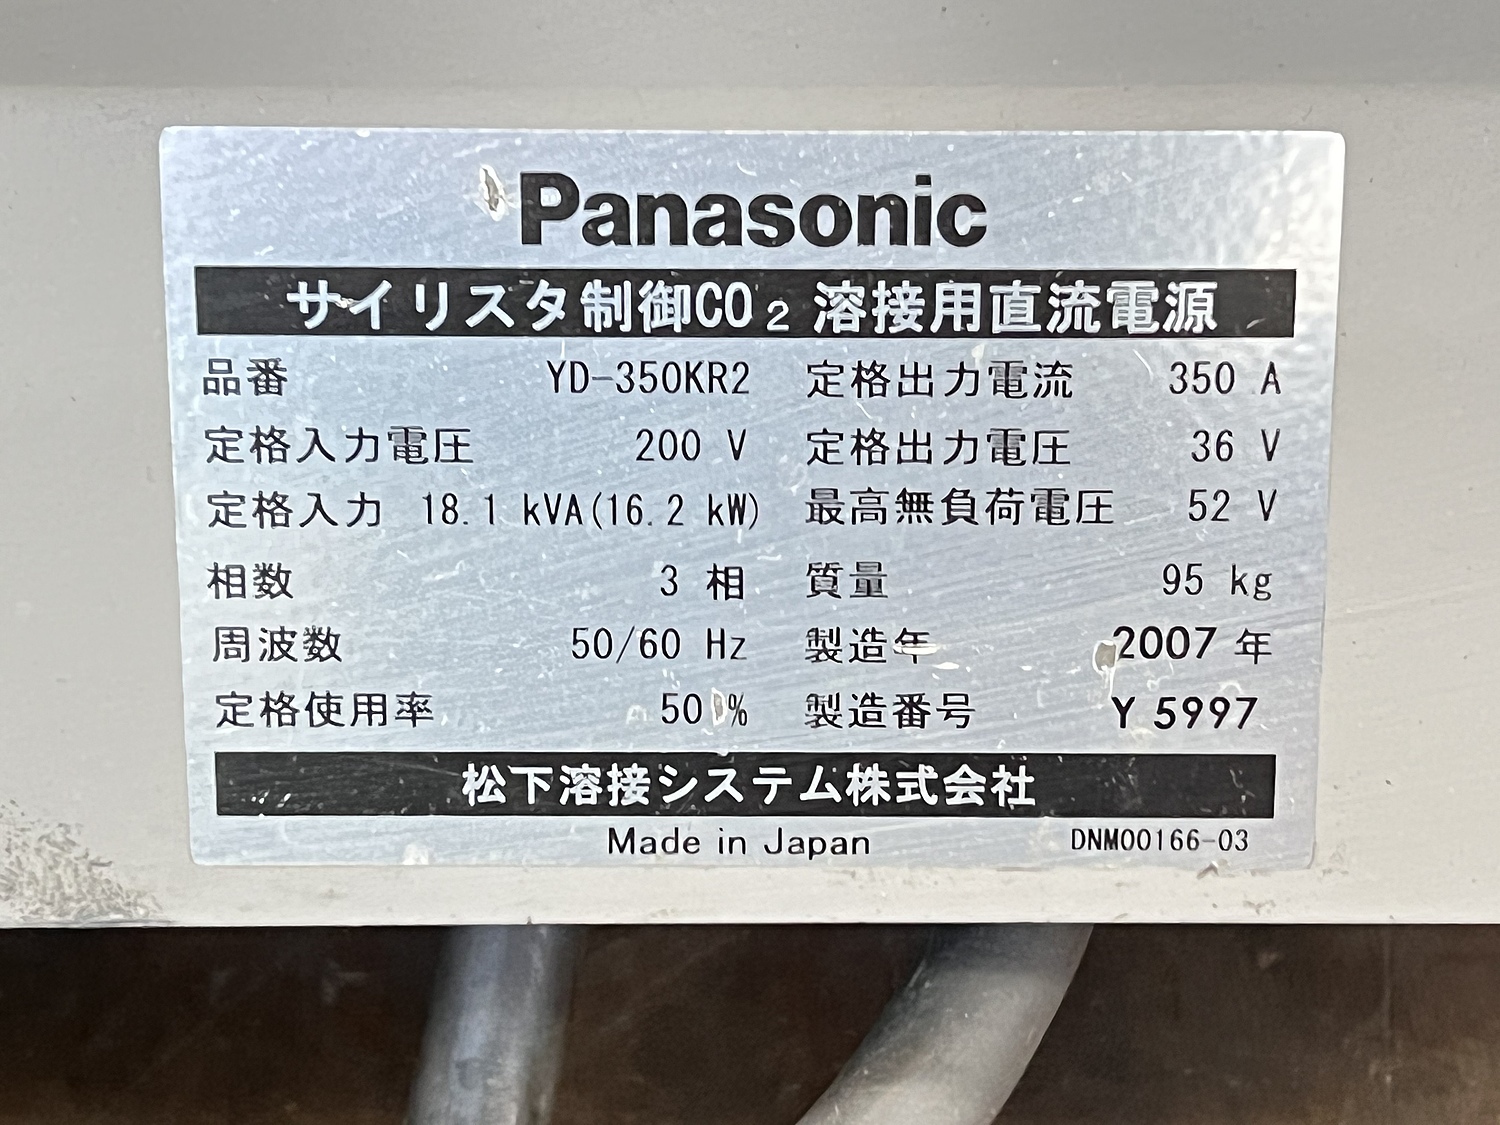 Panasonic
サイリスタ制御CO₂溶接用直流電源
品番 YD-350KR2 定格出力電流 350 A
定格入力電圧 200 V 定格出力電圧 36 V
定格入力 18.1 kVA(16.2 kW) 最高無負荷電圧 52 V
相数 3 相 質量 95 kg
周波数 50/60 Hz 製造年 2007 年
定格使用率 50 % 製造番号 Y 5997
松下溶接システム株式会社
Made in Japan DNM00166-03